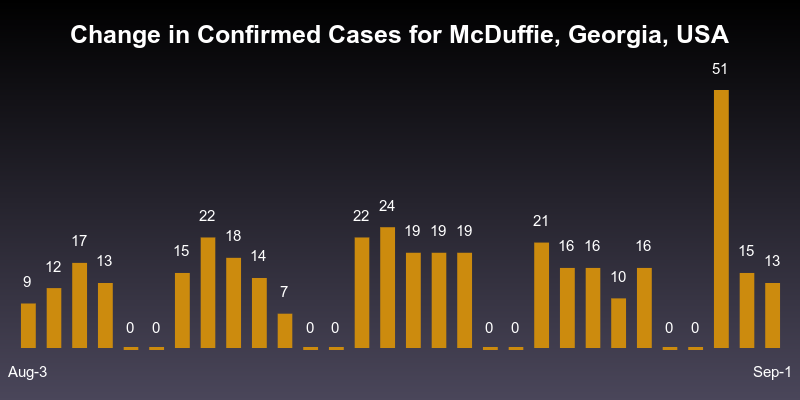 Change in Confirmed Cases for McDuffie, Georgia, USA
9 12 17 13 0 0 15 22 18 14 7 0 0 22 24 19 19 19 0 0 21 16 16 10 16 0 0 51 15 13
Aug-3 Sep-1